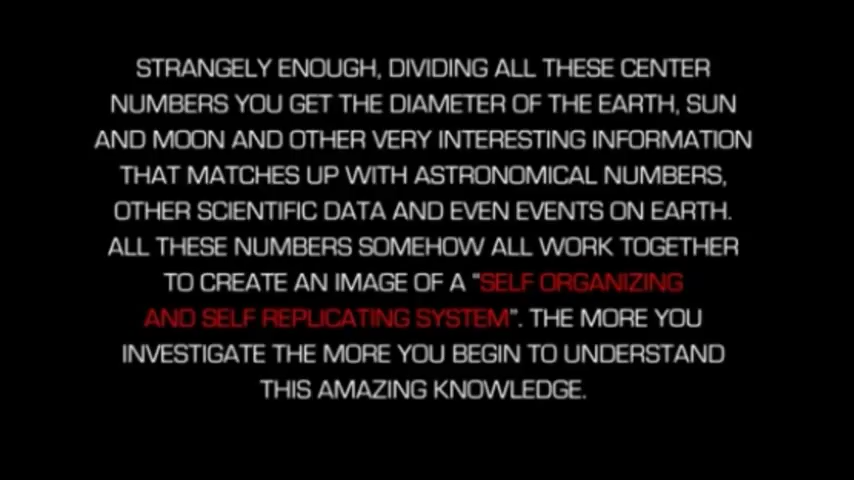 STRANGELY ENOUGH, DIVIDING ALL THESE CENTER
NUMBERS YOU GET THE DIAMETER OF THE EARTH, SUN
AND MOON AND OTHER VERY INTERESTING INFORMATION
THAT MATCHES UP WITH ASTRONOMICAL NUMBERS,
OTHER SCIENTIFIC DATA AND EVEN EVENTS ON EARTH.
ALL THESE NUMBERS SOMEHOW ALL WORK TOGETHER
TO CREATE AN IMAGE OF A "SELF ORGANIZING
AND SELF REPLICATING SYSTEM". THE MORE YOU
INVESTIGATE THE MORE YOU BEGIN TO UNDERSTAND
THIS AMAZING KNOWLEDGE.